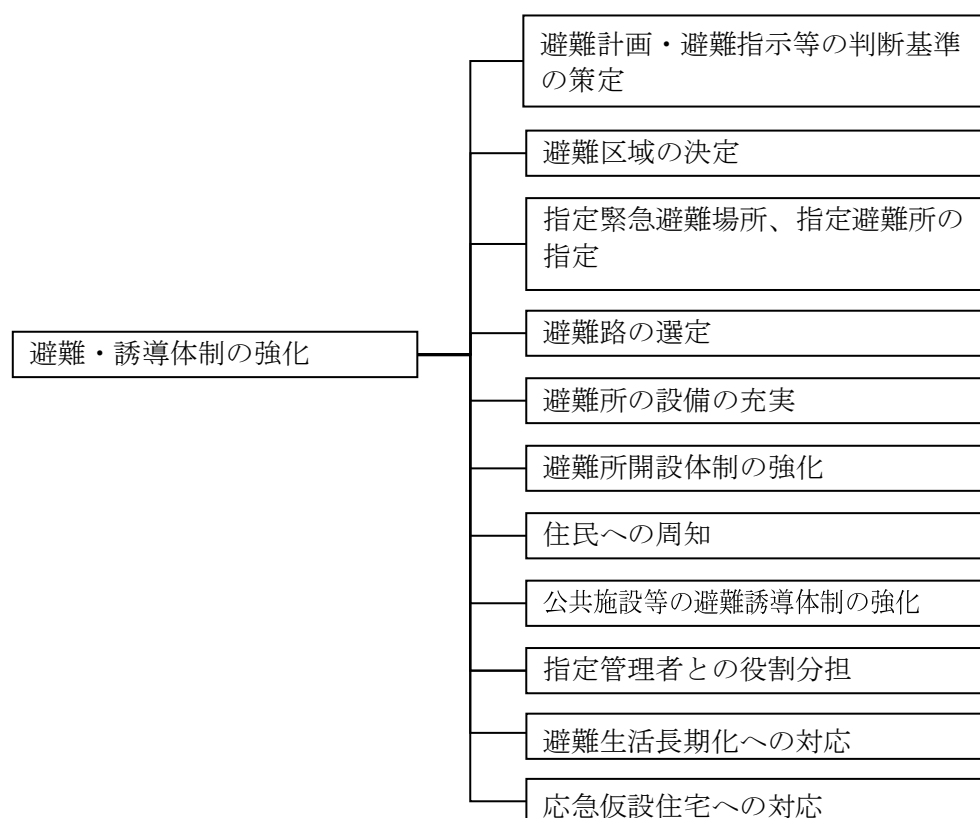 避難計画・避難指示等の判断基準
の策定
避難区域の決定
指定緊急避難場所、指定避難所の
指定
避難路の選定
避難・誘導体制の強化
避難所の設備の充実
避難所開設体制の強化
住民への周知
公共施設等の避難誘導体制の強化
指定管理者との役割分担
避難生活長期化への対応
応急仮設住宅への対応